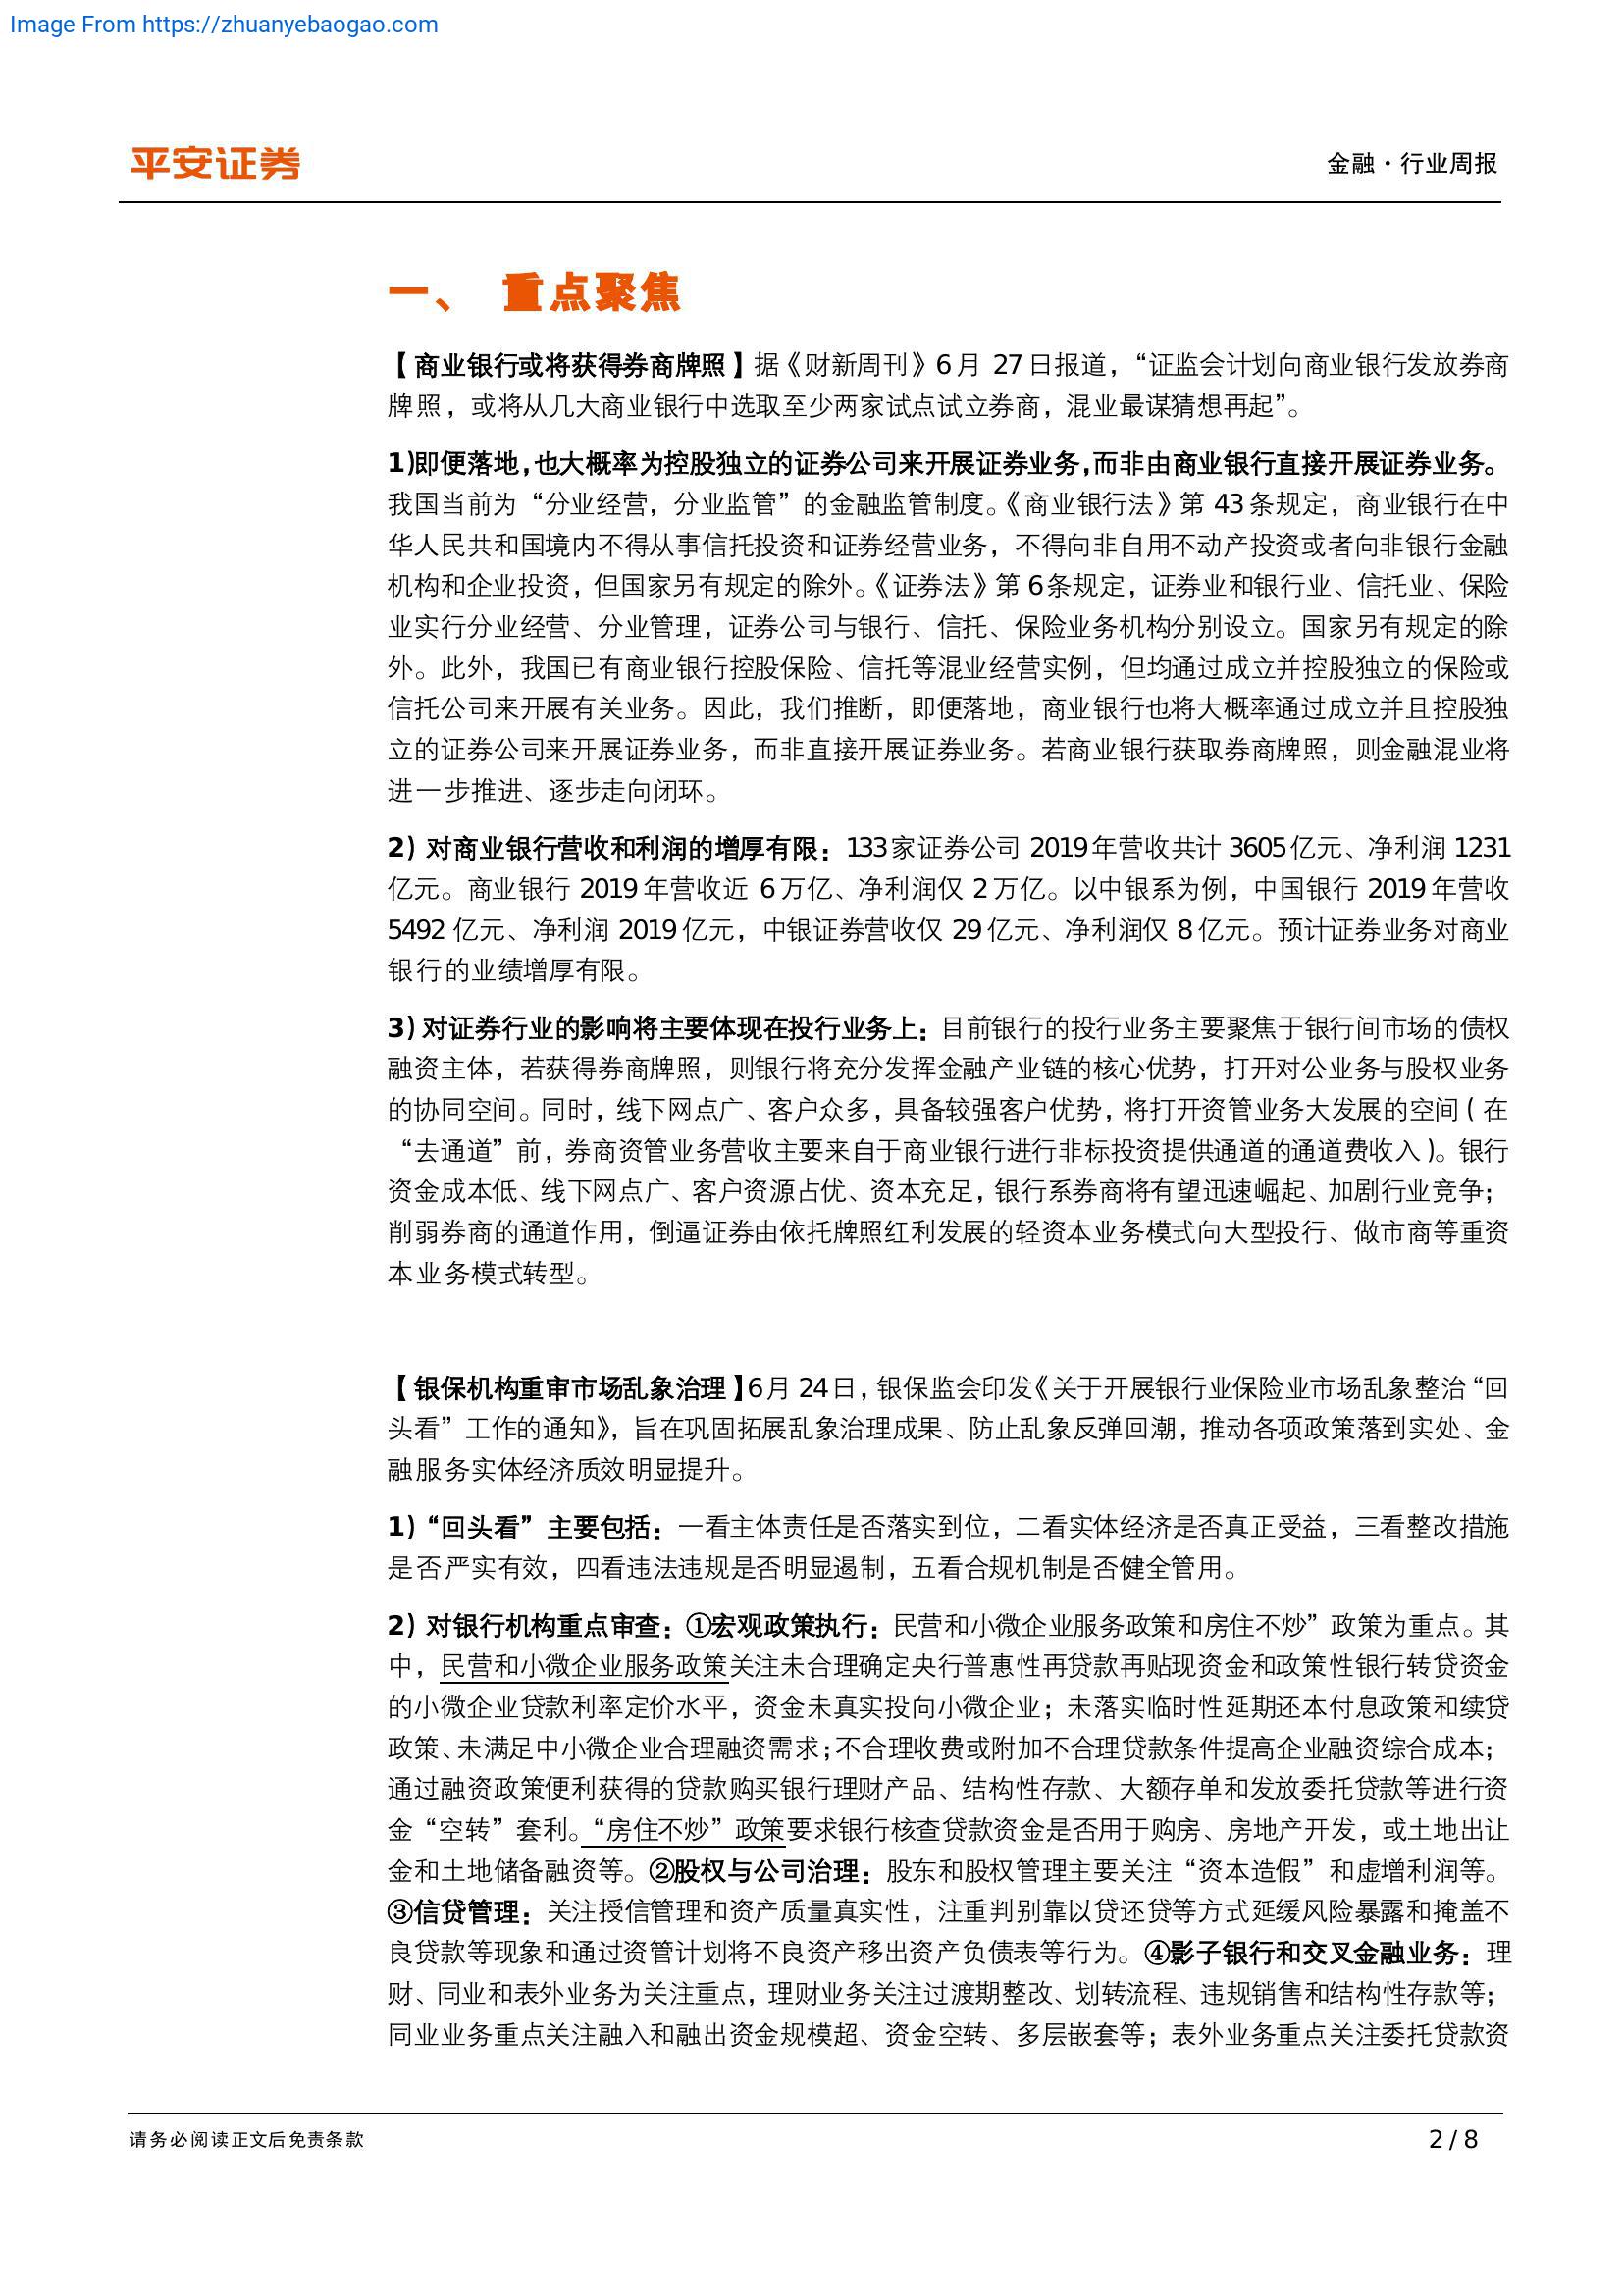 Image From https://zhuanyebaogao.com
平安证券
金融·行业周报
一、 重点聚焦
【商业银行或将获得券商牌照】据《财新周刊》6月 27日报道，“证监会计划向商业银行发放券商
牌照，或将从几大商业银行中选取至少两家试点试立券商，混业最谋猜想再起”。
1)即便落地，也大概率为控股独立的证券公司来开展证券业务，而非由商业银行直接开展证券业务。
我国当前为“分业经营，分业监管”的金融监管制度。《商业银行法》第 43条规定，商业银行在中
华人民共和国境内不得从事信托投资和证券经营业务，不得向非自用不动产投资或者向非银行金融
机构和企业投资，但国家另有规定的除外。《证券法》第 6条规定，证券业和银行业、信托业、保险
业实行分业经营、分业管理，证券公司与银行、信托、保险业务机构分别设立。国家另有规定的除
外。此外，我国已有商业银行控股保险、信托等混业经营实例，但均通过成立并控股独立的保险或
信托公司来开展有关业务。因此，我们推断，即便落地，商业银行也将大概率通过成立并且控股独
立的证券公司来开展证券业务，而非直接开展证券业务。若商业银行获取券商牌照，则金融混业将
进一步推进、逐步走向闭环。
2) 对商业银行营收和利润的增厚有限：133家证券公司 2019年营收共计 3605亿元、净利润 1231
亿元。商业银行 2019年营收近 6万亿、净利润仅 2万亿。以中银系为例，中国银行 2019年营收
5492 亿元、净利润 2019亿元，中银证券营收仅 29亿元、净利润仅 8亿元。预计证券业务对商业
银行的业绩增厚有限。
3) 对证券行业的影响将主要体现在投行业务上：目前银行的投行业务主要聚焦于银行间市场的债权
融资主体，若获得券商牌照，则银行将充分发挥金融产业链的核心优势，打开对公业务与股权业务
的协同空间。同时，线下网点广、客户众多，具备较强客户优势，将打开资管业务大发展的空间（在
“去通道”前，券商资管业务营收主要来自于商业银行进行非标投资提供通道的通道费收入）。银行
资金成本低、线下网点广、客户资源占优、资本充足，银行系券商将有望迅速崛起、加剧行业竞争；
削弱券商的通道作用，倒逼证券由依托牌照红利发展的轻资本业务模式向大型投行、做市商等重资
本业务模式转型。
【银保机构重审市场乱象治理】6月 24日，银保监会印发《关于开展银行业保险业市场乱象整治“回
头看”工作的通知》，旨在巩固拓展乱象治理成果、防止乱象反弹回潮，推动各项政策落到实处、金
融服务实体经济质效明显提升。
1)“回头看”主要包括：一看主体责任是否落实到位，二看实体经济是否真正受益，三看整改措施
是否严实有效，四看违法违规是否明显遏制，五看合规机制是否健全管用。
2) 对银行机构重点审查：①宏观政策执行：民营和小微企业服务政策和房住不炒”政策为重点。其
中，民营和小微企业服务政策关注未合理确定央行普惠性再贷款再贴现资金和政策性银行转贷资金
的小微企业贷款利率定价水平，资金未真实投向小微企业；未落实临时性延期还本付息政策和续贷
政策、未满足中小微企业合理融资需求；不合理收费或附加不合理贷款条件提高企业融资综合成本；
通过融资政策便利获得的贷款购买银行理财产品、结构性存款、大额存单和发放委托贷款等进行资
金“空转”套利。“房住不炒”政策要求银行核查贷款资金是否用于购房、房地产开发，或土地出让
金和土地储备融资等。②股权与公司治理：股东和股权管理主要关注“资本造假”和虚增利润等。
③信贷管理：关注授信管理和资产质量真实性，注重判别靠以贷还贷等方式延缓风险暴露和掩盖不
良贷款等现象和通过资管计划将不良资产移出资产负债表等行为。④影子银行和交叉金融业务：理
财、同业和表外业务为关注重点，理财业务关注过渡期整改、划转流程、违规销售和结构性存款等；
同业业务重点关注融入和融出资金规模超、资金空转、多层嵌套等；表外业务重点关注委托贷款资
请务必阅读正文后免责条款
2 / 8